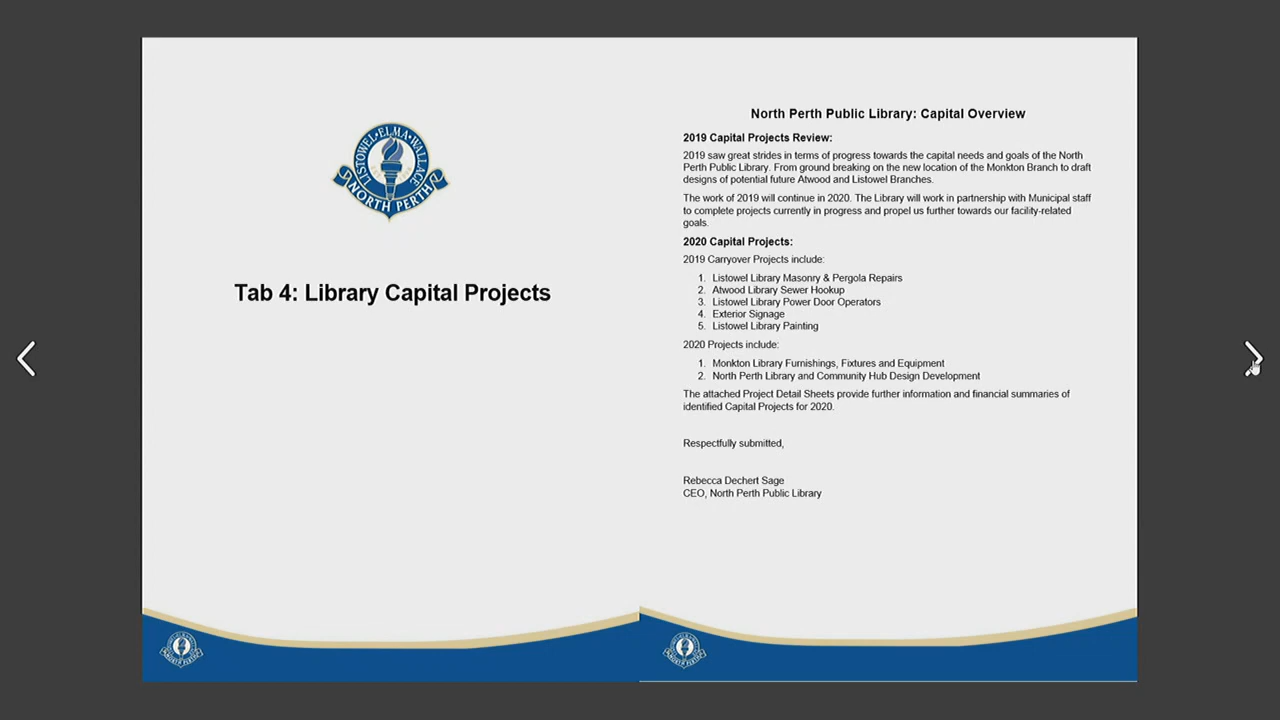 LISTOWEL • ELMA • WALLACE
NORTH PERTH
Tab 4: Library Capital Projects
NORTH PERTH
North Perth Public Library: Capital Overview
2019 Capital Projects Review:
2019 saw great strides in terms of progress towards the capital needs and goals of the North
Perth Public Library. From ground breaking on the new location of the Monkton Branch to draft
designs of potential future Atwood and Listowel Branches.
The work of 2019 will continue in 2020. The Library will work in partnership with Municipal staff
to complete projects currently in progress and propel us further towards our facility-related
goals.
2020 Capital Projects:
2019 Carryover Projects include:
1. Listowel Library Masonry & Pergola Repairs
2. Atwood Library Sewer Hookup
3. Listowel Library Power Door Operators
4. Exterior Signage
5. Listowel Library Painting
2020 Projects include:
1. Monkton Library Furnishings, Fixtures and Equipment
2. North Perth Library and Community Hub Design Development
The attached Project Detail Sheets provide further information and financial summaries of
identified Capital Projects for 2020.
Respectfully submitted,
Rebecca Dechert Sage
CEO, North Perth Public Library
NORTH PERTH